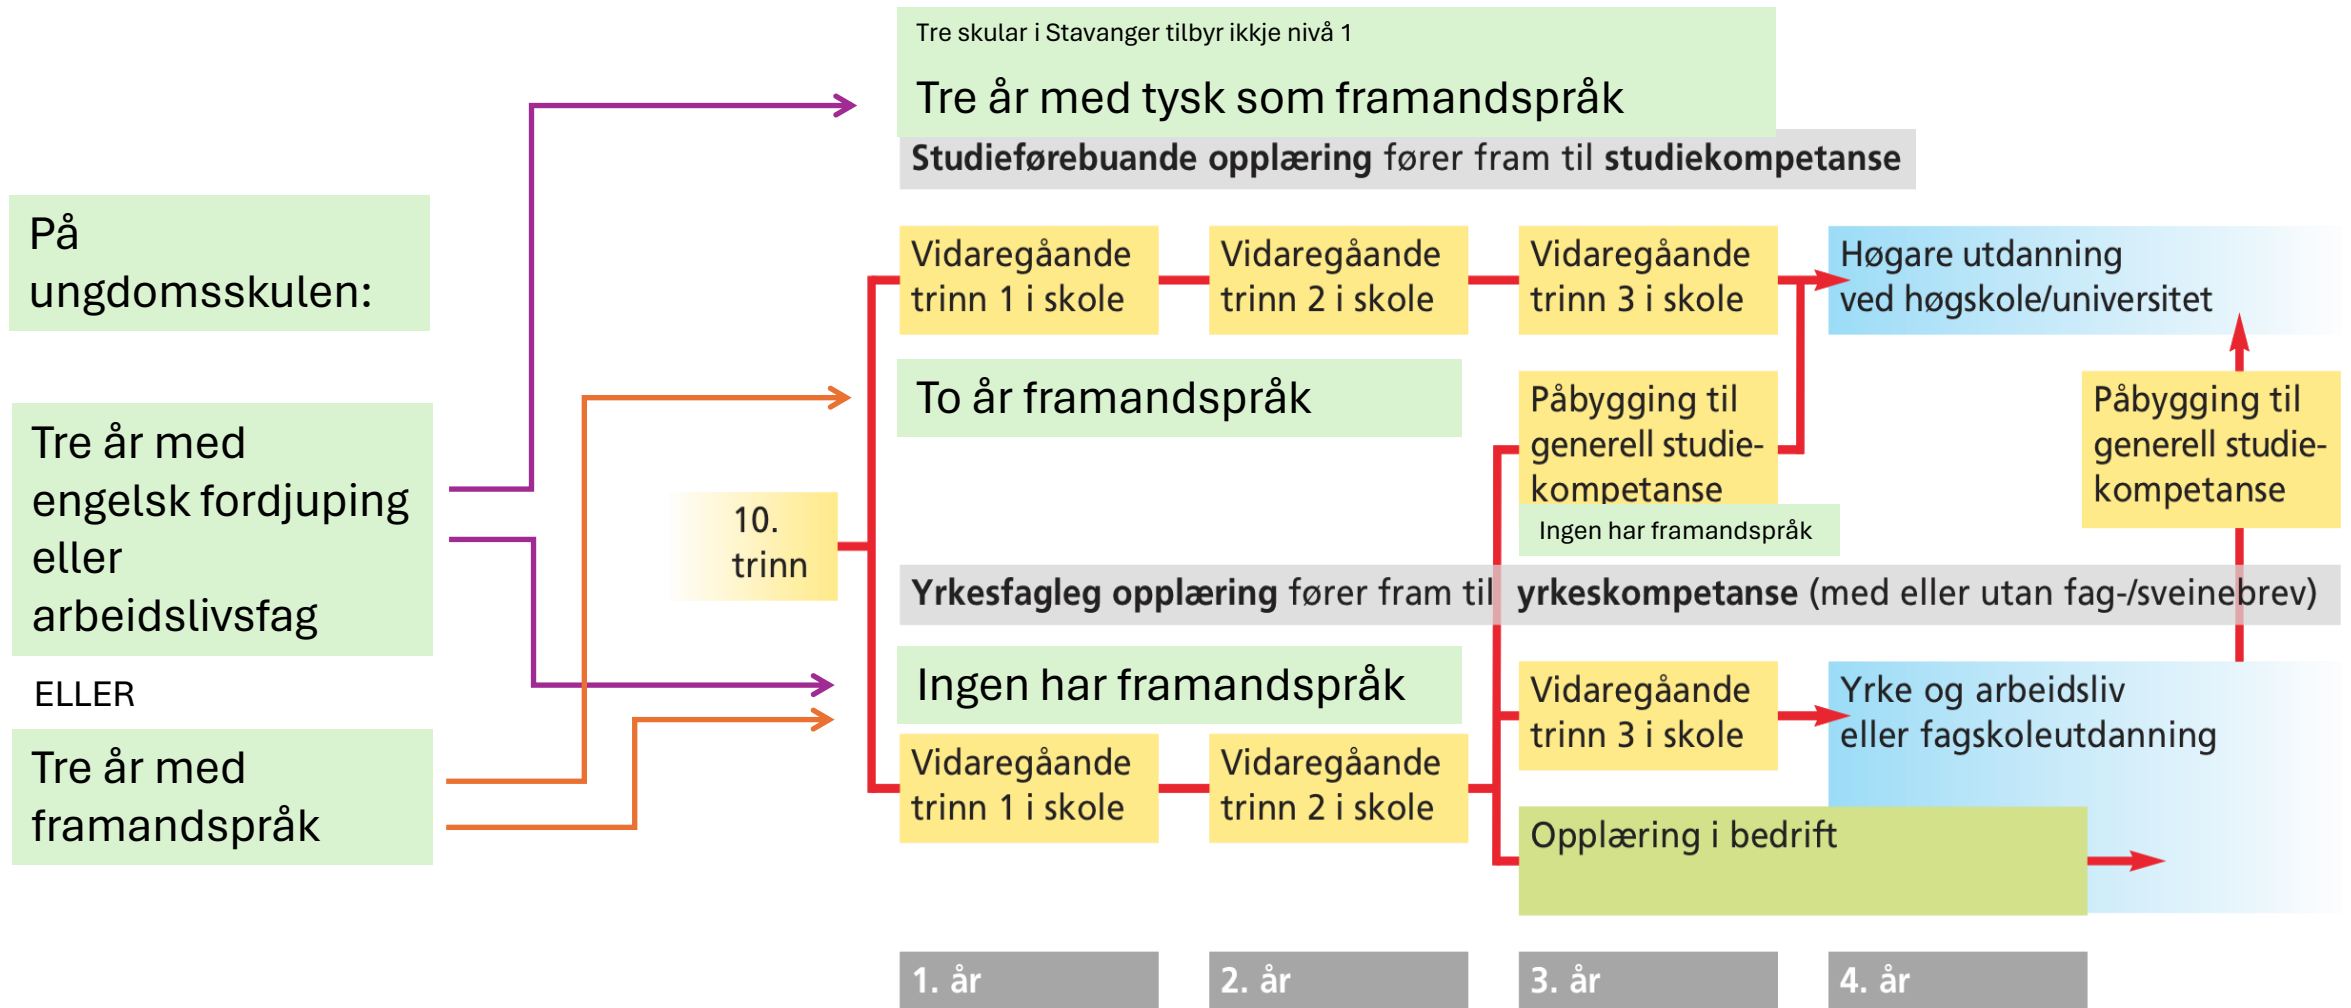 Tre skular i Stavanger tilbyr ikkje nivå 1
Tre år med tysk som framandspråk
Studieførebuande opplæring fører fram til studiekompetanse
På
ungdomsskulen:
Tre år med
engelsk fordjuping
eller
arbeidslivsfag
ELLER
Tre år med
framandspråk
10.
trinn
Vidaregåande
trinn 1 i skole
Vidaregåande
trinn 2 i skole
Vidaregåande
trinn 3 i skole
Høgare utdanning
ved høgskole/universitet
To år framandspråk
Påbygging til
generell studie-
kompetanse
Ingen har framandspråk
Påbygging til
generell studie-
kompetanse
Yrkesfagleg opplæring fører fram til yrkeskompetanse (med eller utan fag-/sveinebrev)
Ingen har framandspråk
Vidaregåande
trinn 1 i skole
Vidaregåande
trinn 2 i skole
Vidaregåande
trinn 3 i skole
Yrke og arbeidsliv
eller fagskoleutdanning
Opplæring i bedrift
1. år
2. år
3. år
4. år